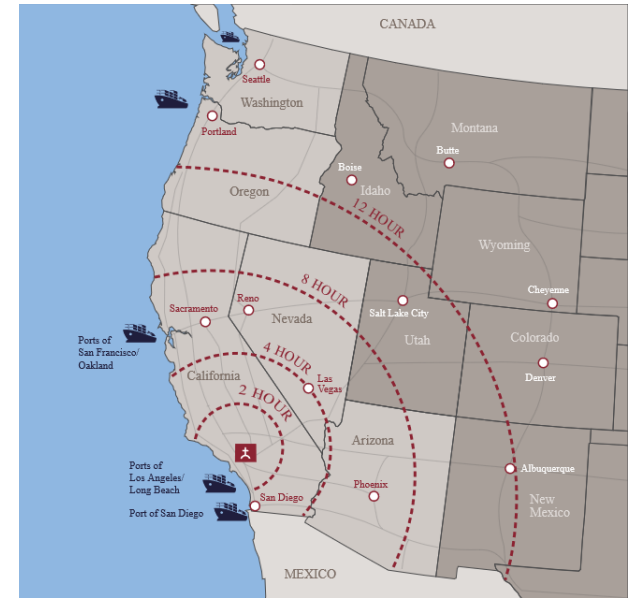 CANADA
Seattle
Washington
Portland
Montana
Butte
Boise
Idaho
Oregon
12 HOUR
Wyoming
8 HOUR
Cheyenne
Reno
Salt Lake City
Sacramento
Nevada
Utah
Colorado
Ports of
San Francisco/
Oakland
4 HOUR
California
Las
Vegas
Denver
2 HOUR
Arizona
Albuquerque
Ports of
Los Angeles/
Long Beach
Phoenix
San Diego
New
Mexico
Port of San Diego
MEXICO